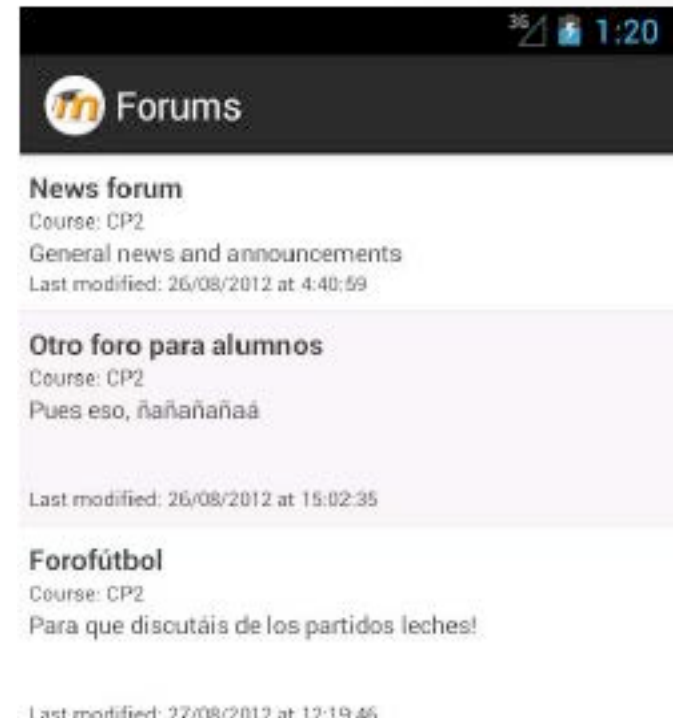 3G 1:20
Forums
News forum
Course: CP2
General news and announcements
Last modified: 26/08/2012 at 4:40:59
Otro foro para alumnos
Course: CP2
Pues eso, ñañañañaá
Last modified: 26/08/2012 at 15:02:35
Forofútbol
Course: CP2
Para que discutáis de los partidos leches!
Last modified: 27/08/2012 at 12:19:46